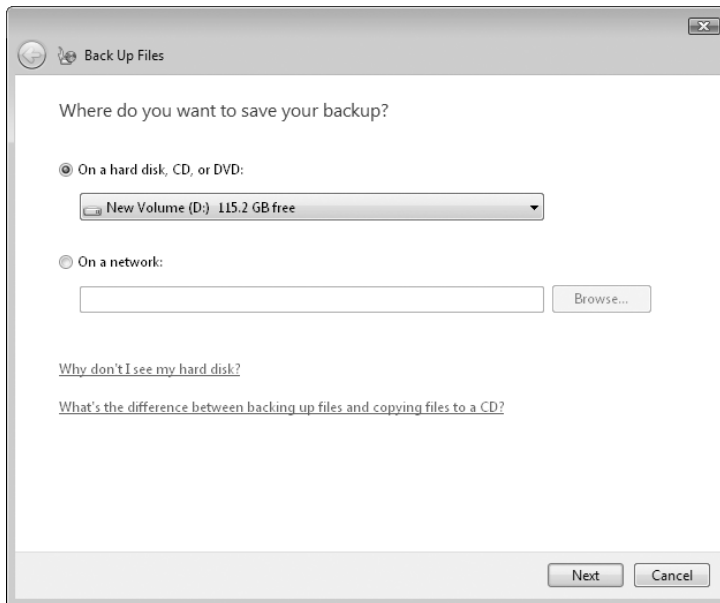 Back Up Files
Where do you want to save your backup?
On a hard disk, CD, or DVD:
New Volume (D:) 115.2 GB free
On a network:
Browse...
Why don't I see my hard disk?
What's the difference between backing up files and copying files to a CD?
Next Cancel